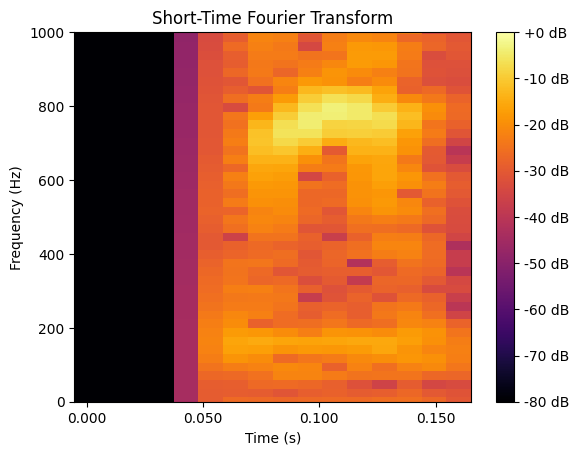 Short-Time Fourier Transform
1000
800
600
400
200
0
Frequency (Hz)
0.000
0.050
0.100
0.150
Time (s)
+0 dB
-10 dB
-20 dB
-30 dB
-40 dB
-50 dB
-60 dB
-70 dB
-80 dB